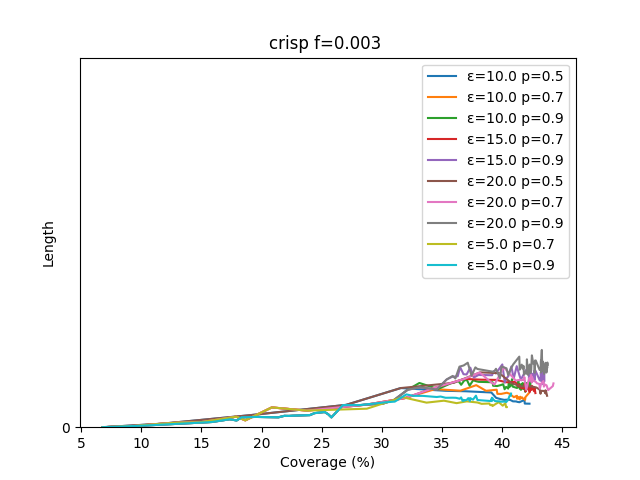 crisp f=0.003
ε=10.0 p=0.5
ε=10.0 p=0.7
ε=10.0 p=0.9
ε=15.0 p=0.7
ε=15.0 p=0.9
ε=20.0 p=0.5
ε=20.0 p=0.7
ε=20.0 p=0.9
ε=5.0 p=0.7
ε=5.0 p=0.9
Length
0
5 10 15 20 25 30 35 40 45
Coverage (%)